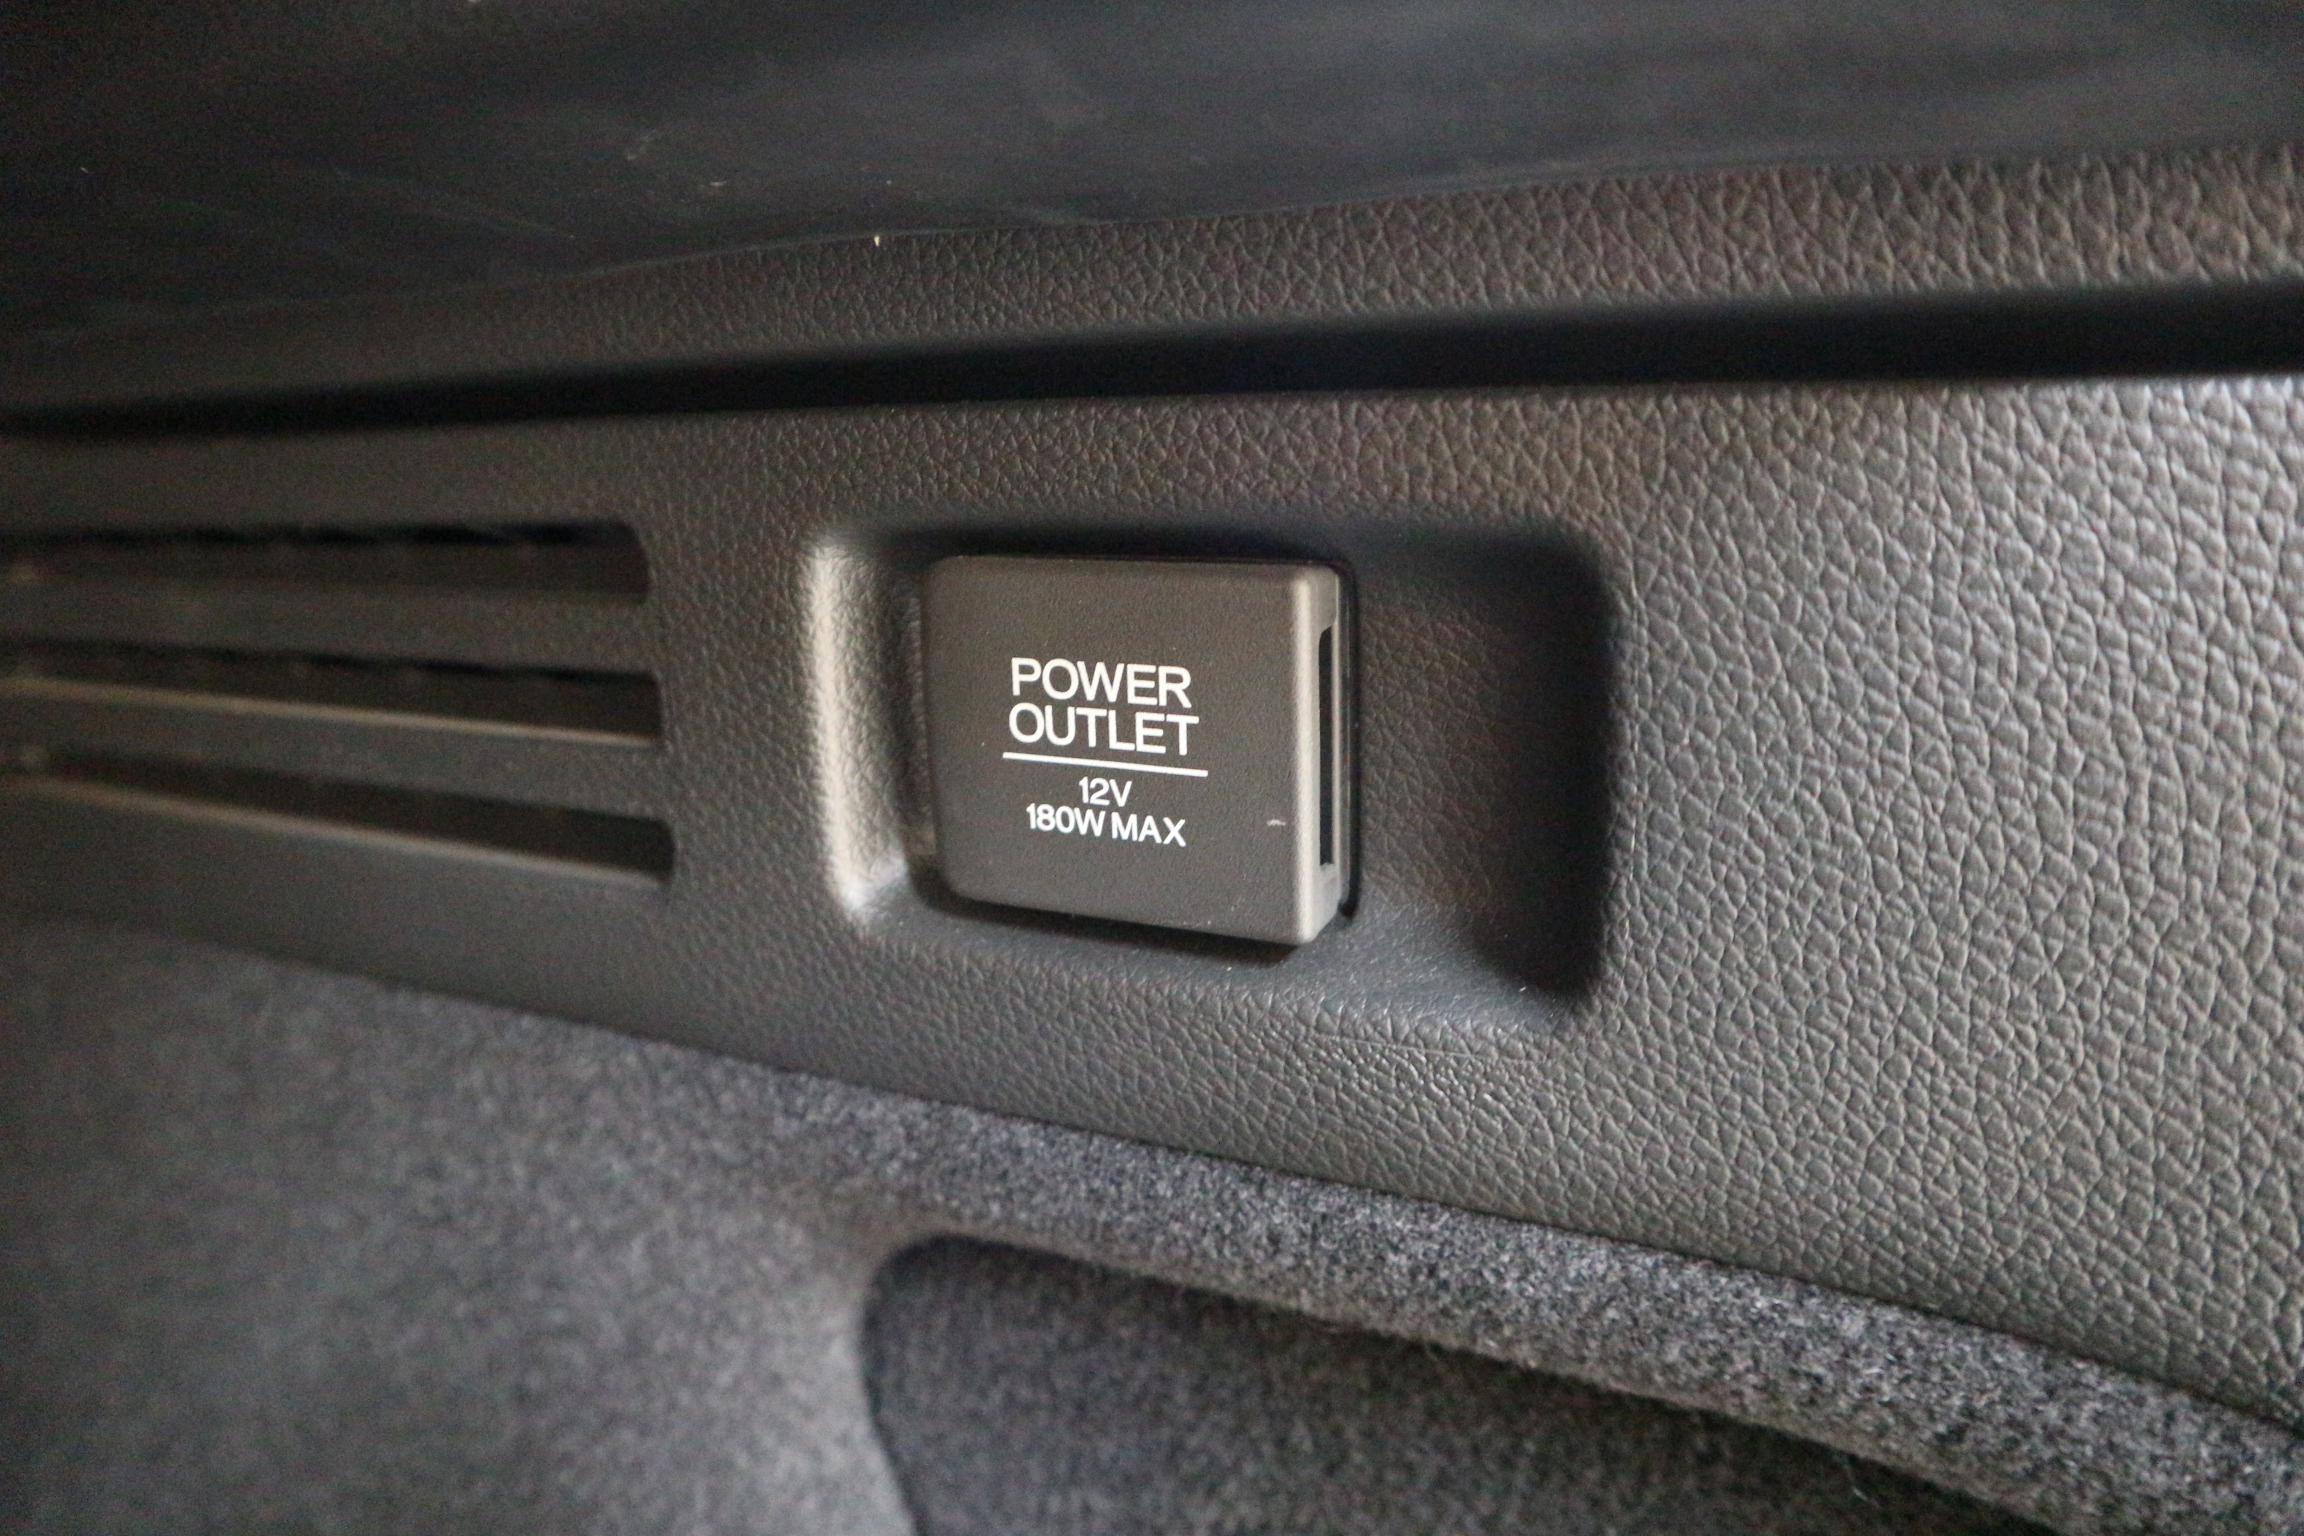 POWER
OUTLET
12V
180W MAX